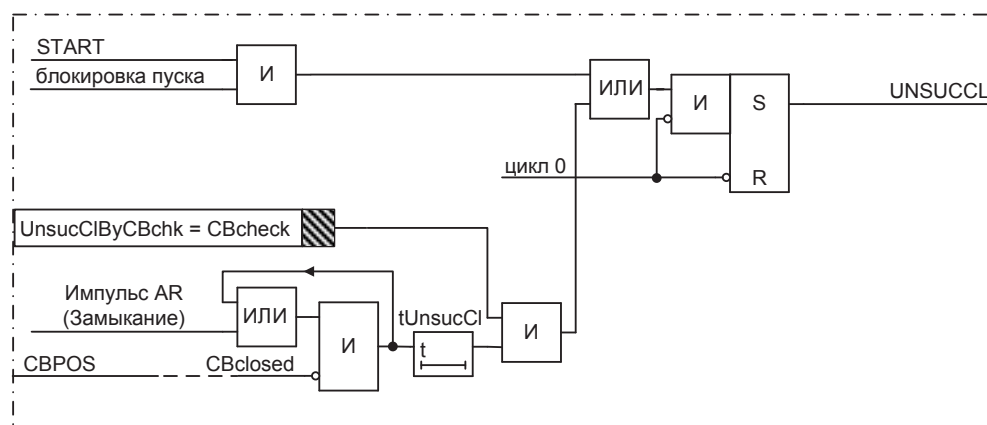 START
блокировка пуска
И
ИЛИ
И
S
UNSUCCL
цикл 0
R
UnsucClByCBchk = CBcheck
Импульс AR
(Замыкание)
ИЛИ
И
tUnsucCl
t
И
CBPOS
CBclosed